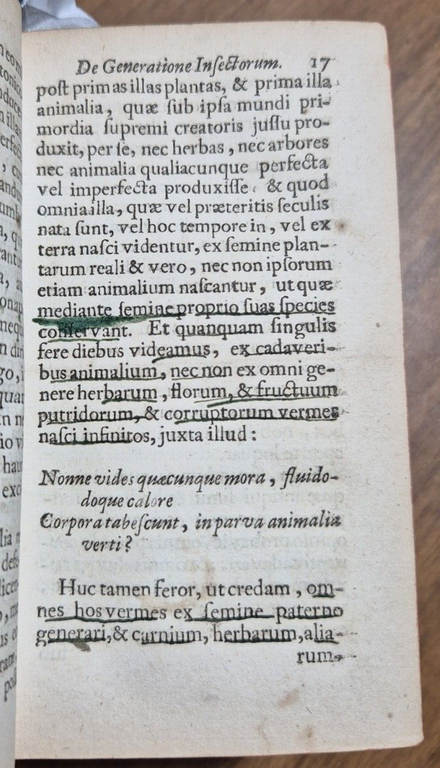 De Generatione Insectorum. 17
post primas illas plantas, & prima illa
animalia, quæ sub ipsa mundi pri-
mordia supremi creatoris jussu pro-
duxit, per se, nec herbas, nec arbores
nec animalia qualiacunque perfecta
vel imperfecta produxisse: & quod
omnia illa, quæ vel præteritis seculis
nata sunt, vel hoc tempore in, vel ex
terra nasci videntur, ex semine plan-
tarum reali & vero, nec non ipsorum
etiam animalium nascantur, ut quæ
mediante semine proprio suas species
conservant. Et quanquam singulis
fere diebus videamus, ex cadaveri-
bus animalium, nec non ex omni ge-
nere herbarum, florum, & fructuum
putridorum, & corruptorum vermes
nasci infinitos, juxta illud:
Nonne vides quæcunque mora, fluido-
doque calore
Corpora tabescunt, in parva animalia
verti?
Huc tamen feror, ut credam, om-
nes hos vermes ex semine paterno
generari, & carnium, herbarum, alia-
rum-